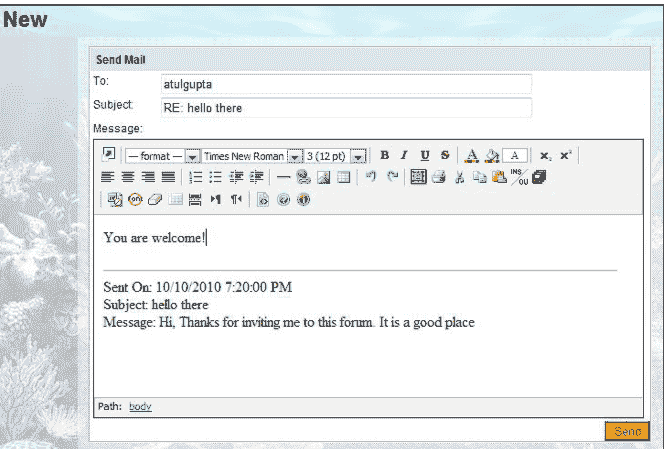 New
Send Mail
To: atulgupta
Subject: RE: hello there
Message:
— format — Times New Roman 3 (12 pt) B I U S A A x, x²
INS/
You are welcome!
Sent On: 10/10/2010 7:20:00 PM
Subject: hello there
Message: Hi, Thanks for inviting me to this forum. It is a good place
Path: body
Send